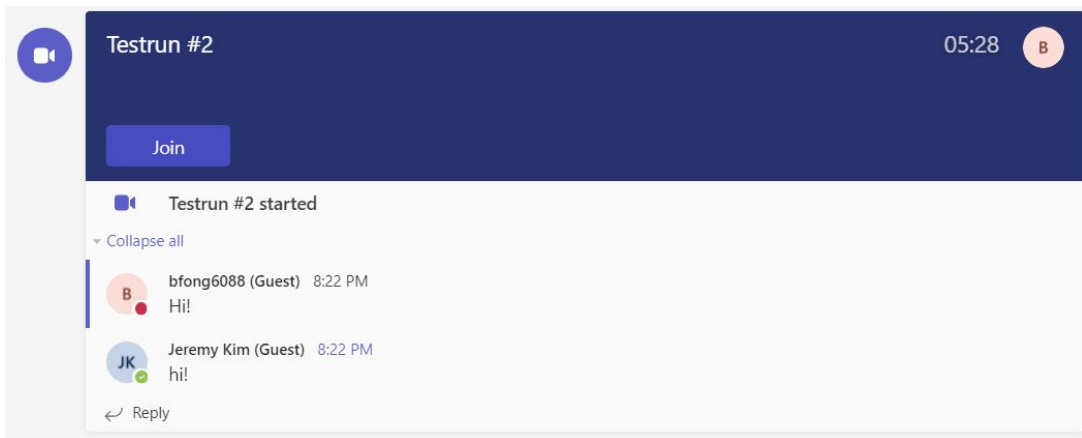 Testrun #2 05:28 B
Join
Testrun #2 started
Collapse all
B bfong6088 (Guest) 8:22 PM
Hi!
JK Jeremy Kim (Guest) 8:22 PM
hi!
Reply